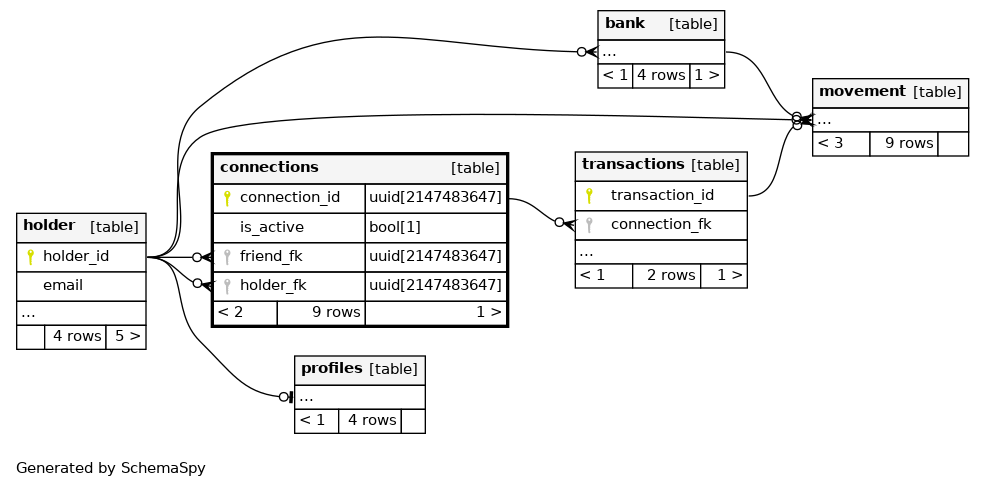 bank [table]
...
< 1 4 rows 1 >
movement [table]
...
< 3 9 rows
connections [table]
connection_id uuid[2147483647]
is_active bool[1]
friend_fk uuid[2147483647]
holder_fk uuid[2147483647]
< 2 9 rows 1 >
transactions [table]
transaction_id
connection_fk
...
< 1 2 rows 1 >
holder [table]
holder_id
email
...
4 rows 5 >
profiles [table]
...
< 1 4 rows
Generated by SchemaSpy